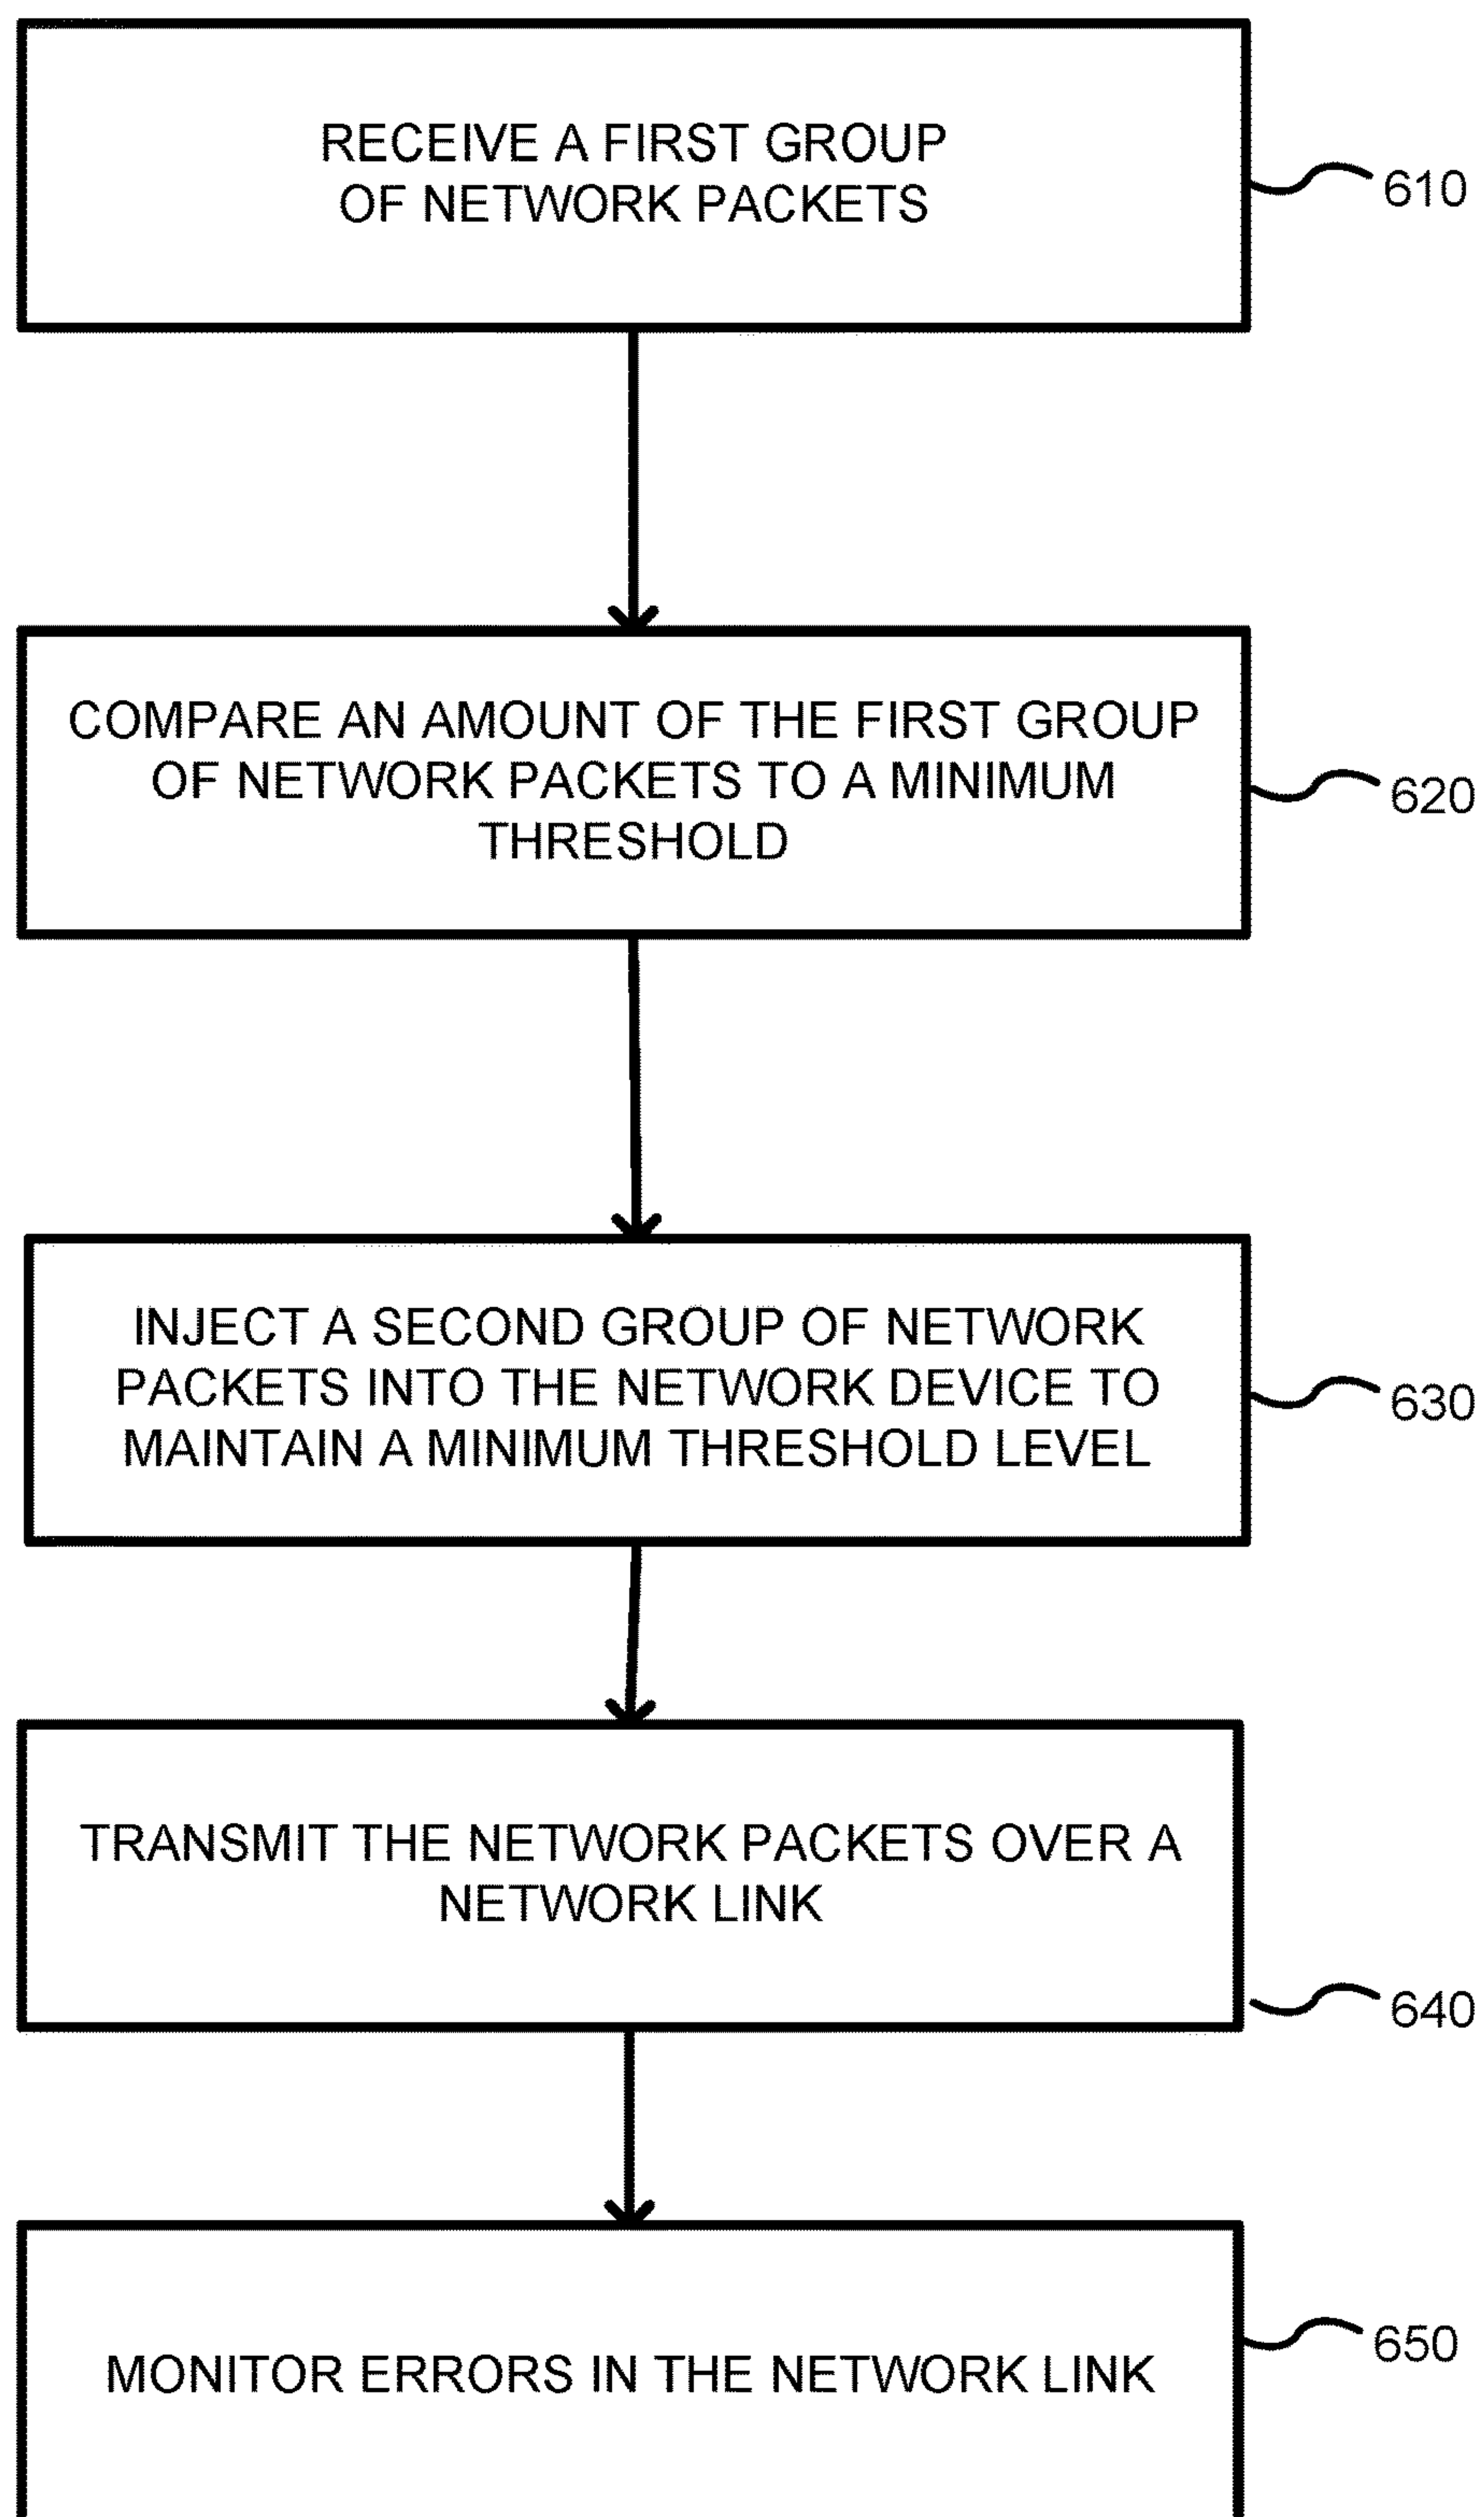 RECEIVE A FIRST GROUP
OF NETWORK PACKETS
610
COMPARE AN AMOUNT OF THE FIRST GROUP
OF NETWORK PACKETS TO A MINIMUM
THRESHOLD
620
INJECT A SECOND GROUP OF NETWORK
PACKETS INTO THE NETWORK DEVICE TO
MAINTAIN A MINIMUM THRESHOLD LEVEL
630
TRANSMIT THE NETWORK PACKETS OVER A
NETWORK LINK
640
MONITOR ERRORS IN THE NETWORK LINK
650